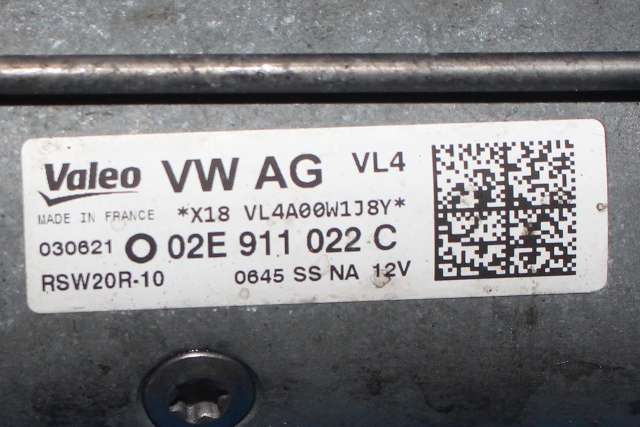 Valeo VW AG VL4
MADE IN FRANCE *X18 VL4A00W1J8Y*
030621 O 02E 911 022 C
RSW20R-10 0645 SS NA 12V